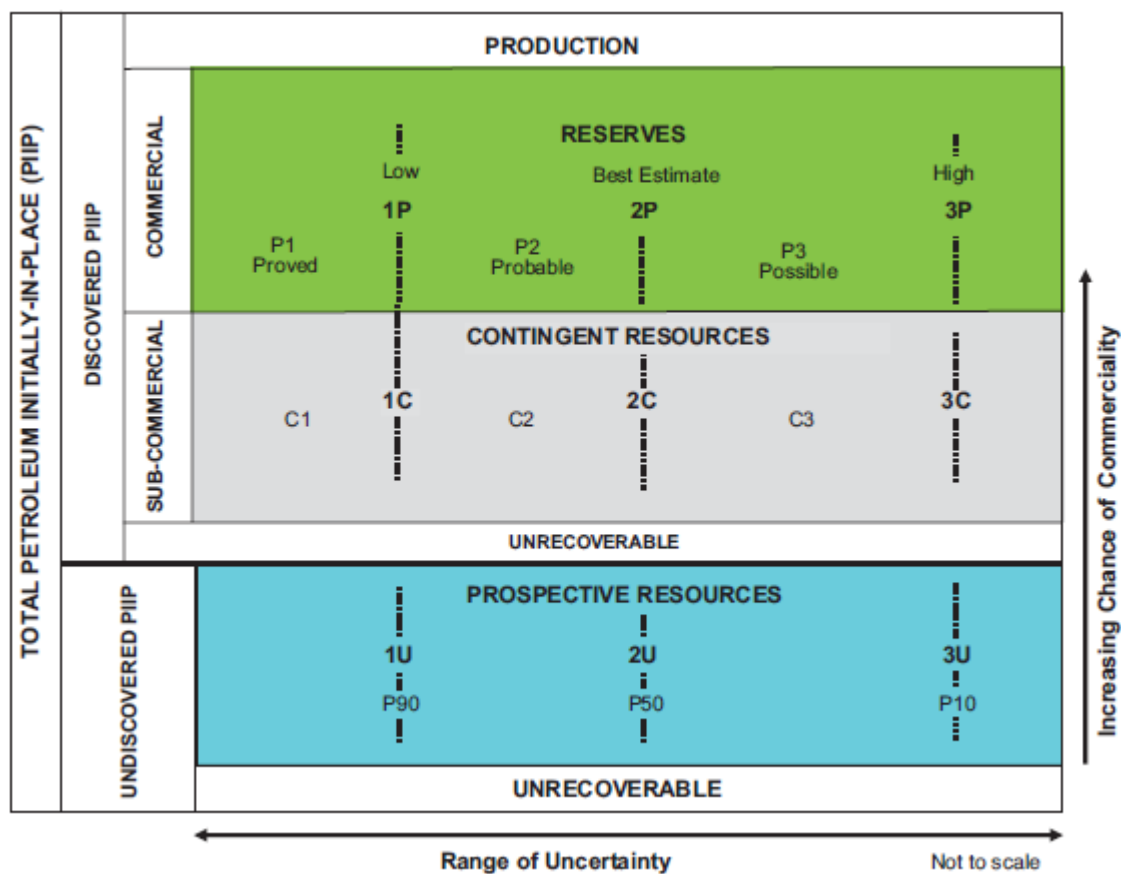 TOTAL PETROLEUM INITIALLY-IN-PLACE (PIIP)
DISCOVERED PIIP
UNDISCOVERED PIIP
COMMERCIAL
SUB-COMMERCIAL
PRODUCTION
RESERVES
Low
Best Estimate
High
1P
2P
3P
P1
Proved
P2
Probable
P3
Possible
CONTINGENT RESOURCES
1C
2C
3C
C1
C2
C3
UNRECOVERABLE
PROSPECTIVE RESOURCES
1U
2U
3U
P90
P50
P10
UNRECOVERABLE
Increasing Chance of Commerciality
Range of Uncertainty
Not to scale